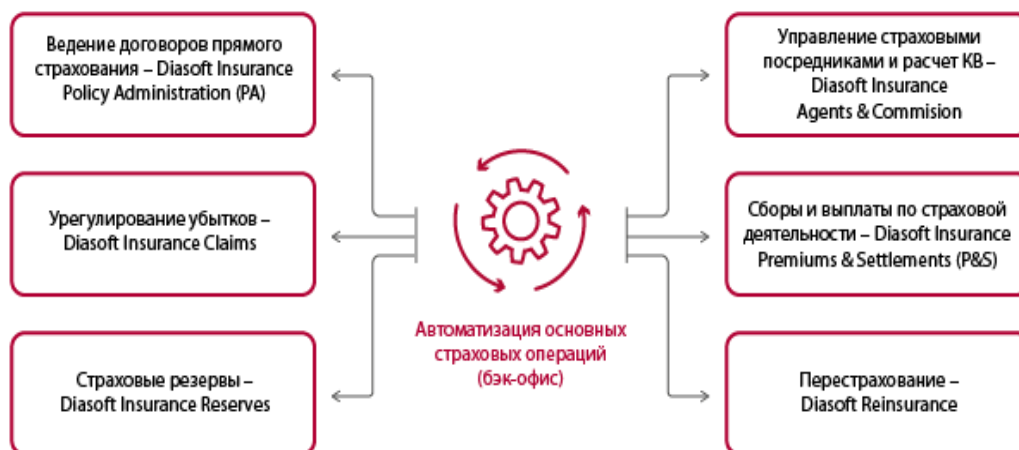 Ведение договоров прямого
страхования – Diasoft Insurance
Policy Administration (PA)
Урегулирование убытков –
Diasoft Insurance Claims
Страховые резервы –
Diasoft Insurance Reserves
Автоматизация основных
страховых операций
(бэк-офис)
Управление страховыми
посредниками и расчет КВ –
Diasoft Insurance
Agents & Commision
Сборы и выплаты по страховой
деятельности – Diasoft Insurance
Premiums & Settlements (P&S)
Перестрахование –
Diasoft Reinsurance